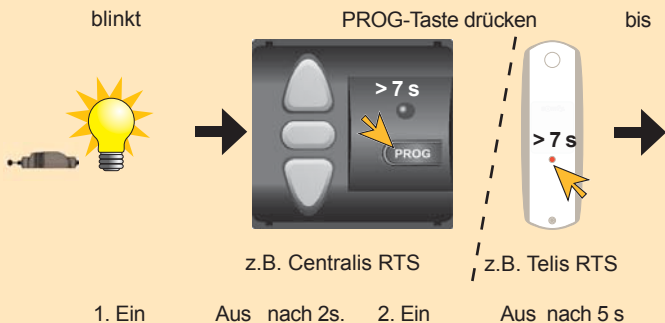 blinkt PROG-Taste drücken bis
> 7 s
PROG
> 7 s
z.B. Centralis RTS z.B. Telis RTS
1. Ein Aus nach 2s. 2. Ein Aus nach 5 s